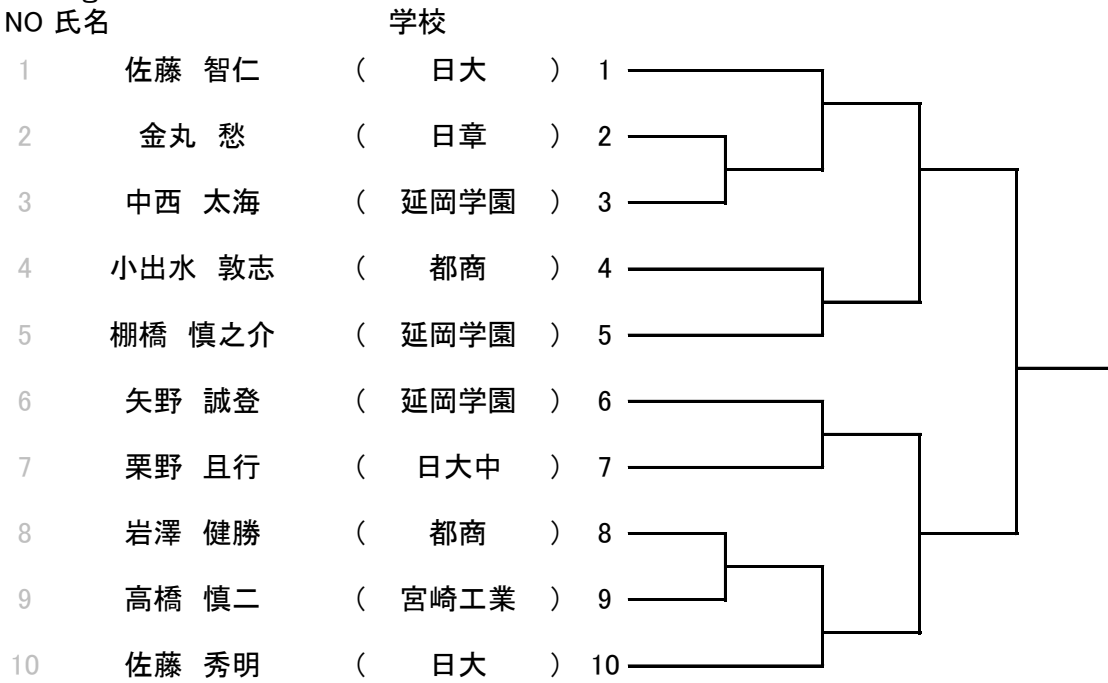 NO 氏名 学校
1 佐藤 智仁 ( 日大 ) 1
2 金丸 愁 ( 日章 ) 2
3 中西 太海 ( 延岡学園 ) 3
4 小出水 敦志 ( 都商 ) 4
5 棚橋 慎之介 ( 延岡学園 ) 5
6 矢野 誠登 ( 延岡学園 ) 6
7 栗野 且行 ( 日大中 ) 7
8 岩澤 健勝 ( 都商 ) 8
9 高橋 慎二 ( 宮崎工業 ) 9
10 佐藤 秀明 ( 日大 ) 10